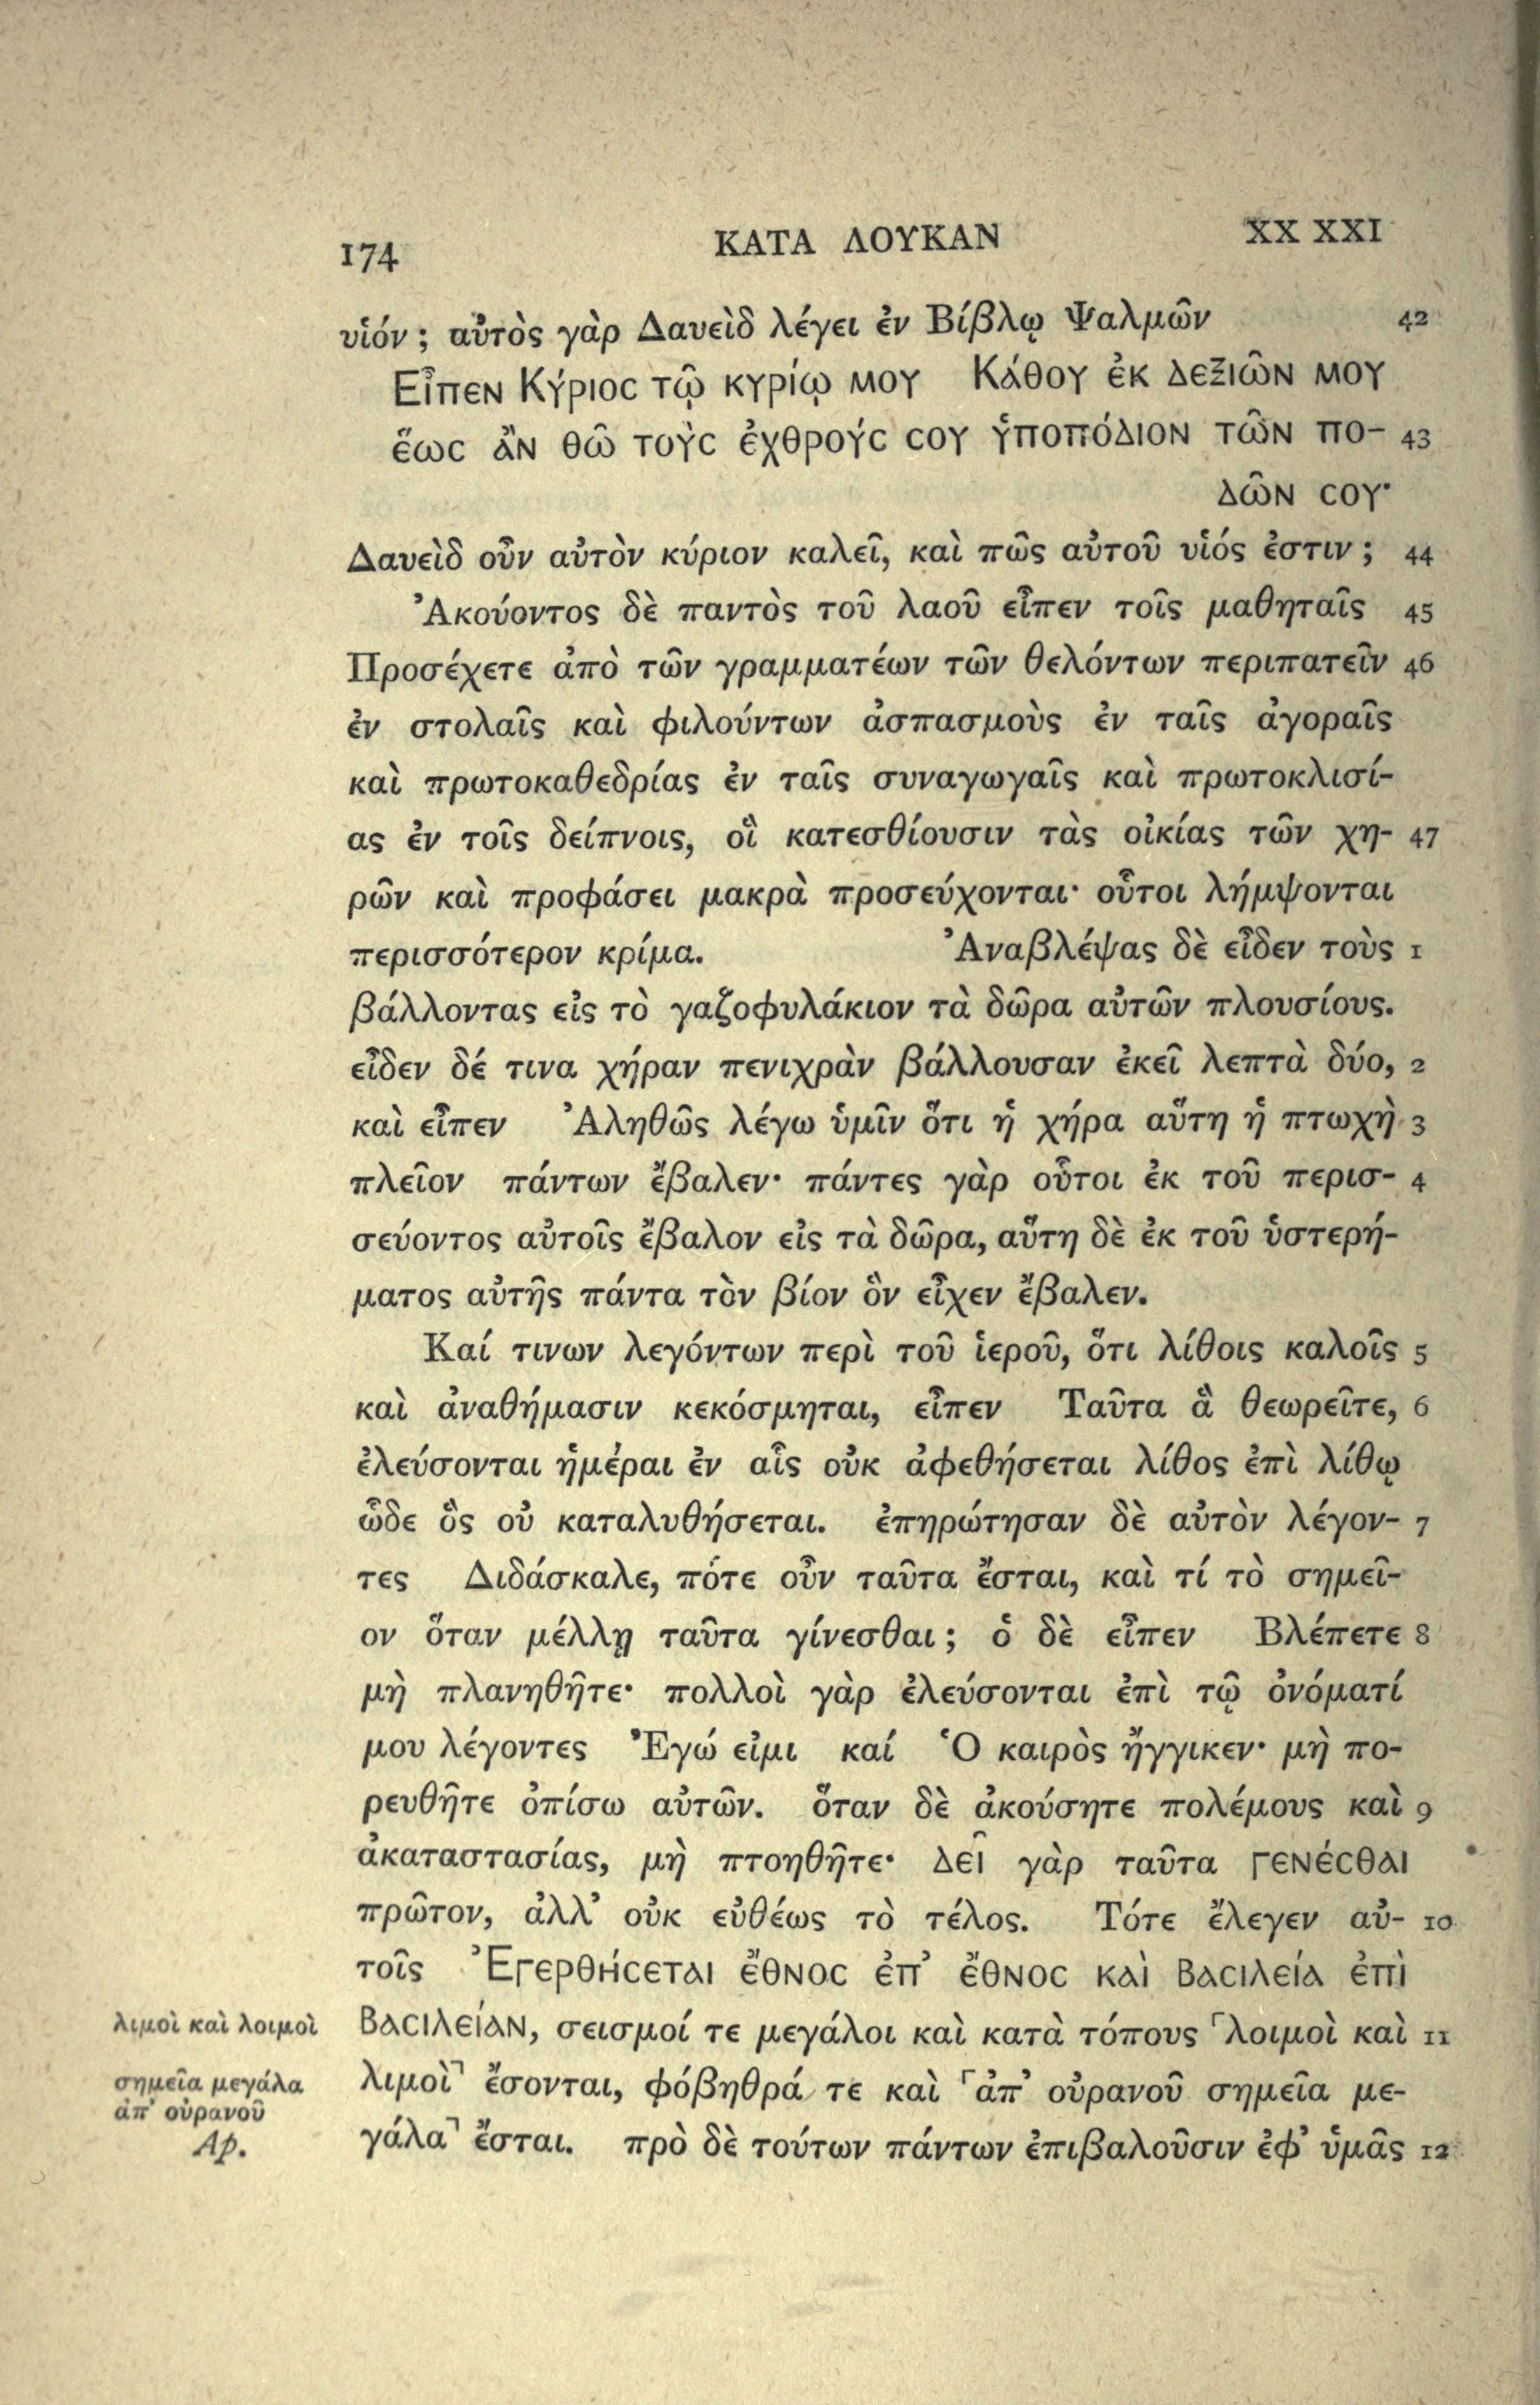 174 ΚΑΤΑ ΛΟΥΚΑΝ XX XXI
υἱόν; αὐτὸς γὰρ Δαυεὶδ λέγει ἐν Βίβλῳ Ψαλμῶν 42
Εἶπεν Κύριος τῷ κυρίῳ μου Κάθου ἐκ δεξιῶν μου
ἕως ἂν θῶ τοὺς ἐχθρούς σου ὑποπόδιον τῶν πο- 43
δῶν σου·
Δαυεὶδ οὖν αὐτὸν κύριον καλεῖ, καὶ πῶς αὐτοῦ υἱός ἐστιν; 44
Ἀκούοντος δὲ παντὸς τοῦ λαοῦ εἶπεν τοῖς μαθηταῖς 45
Προσέχετε ἀπὸ τῶν γραμματέων τῶν θελόντων περιπατεῖν 46
ἐν στολαῖς καὶ φιλούντων ἀσπασμοὺς ἐν ταῖς ἀγοραῖς
καὶ πρωτοκαθεδρίας ἐν ταῖς συναγωγαῖς καὶ πρωτοκλισί-
ας ἐν τοῖς δείπνοις, οἳ κατεσθίουσιν τὰς οἰκίας τῶν χη- 47
ρῶν καὶ προφάσει μακρὰ προσεύχονται· οὗτοι λήμψονται
περισσότερον κρίμα. Ἀναβλέψας δὲ εἶδεν τοὺς 1
βάλλοντας εἰς τὸ γαζοφυλάκιον τὰ δῶρα αὐτῶν πλουσίους.
εἶδεν δέ τινα χήραν πενιχρὰν βάλλουσαν ἐκεῖ λεπτὰ δύο, 2
καὶ εἶπεν Ἀληθῶς λέγω ὑμῖν ὅτι ἡ χήρα αὕτη ἡ πτωχὴ 3
πλεῖον πάντων ἔβαλεν· πάντες γὰρ οὗτοι ἐκ τοῦ περισ- 4
σεύοντος αὐτοῖς ἔβαλον εἰς τὰ δῶρα, αὕτη δὲ ἐκ τοῦ ὑστερή-
ματος αὐτῆς πάντα τὸν βίον ὃν εἶχεν ἔβαλεν.
Καί τινων λεγόντων περὶ τοῦ ἱεροῦ, ὅτι λίθοις καλοῖς 5
καὶ ἀναθήμασιν κεκόσμηται, εἶπεν Ταῦτα ἃ θεωρεῖτε, 6
ἐλεύσονται ἡμέραι ἐν αἷς οὐκ ἀφεθήσεται λίθος ἐπὶ λίθῳ
ὧδε ὃς οὐ καταλυθήσεται. ἐπηρώτησαν δὲ αὐτὸν λέγον- 7
τες Διδάσκαλε, πότε οὖν ταῦτα ἔσται, καὶ τί τὸ σημεῖ-
ον ὅταν μέλλῃ ταῦτα γίνεσθαι; ὁ δὲ εἶπεν Βλέπετε 8
μὴ πλανηθῆτε· πολλοὶ γὰρ ἐλεύσονται ἐπὶ τῷ ὀνόματί
μου λέγοντες Ἐγώ εἰμι καί Ὁ καιρὸς ἤγγικεν· μὴ πο-
ρευθῆτε ὀπίσω αὐτῶν. ὅταν δὲ ἀκούσητε πολέμους καὶ 9
ἀκαταστασίας, μὴ πτοηθῆτε· δεῖ γὰρ ταῦτα γενέσθαι
πρῶτον, ἀλλ' οὐκ εὐθέως τὸ τέλος. Τότε ἔλεγεν αὐ- 10
τοῖς Ἐγερθήσεται ἔθνος ἐπ' ἔθνος καὶ βασιλεία ἐπὶ
λιμοὶ καὶ λοιμοὶ βασιλείαν, σεισμοί τε μεγάλοι καὶ κατὰ τόπους ⸢λοιμοὶ καὶ 11
σημεῖα μεγάλα λιμοὶ⸣ ἔσονται, φόβηθρά τε καὶ ⸢ἀπ' οὐρανοῦ σημεῖα με-
ἀπ' οὐρανοῦ
Ap. γάλα⸣ ἔσται. πρὸ δὲ τούτων πάντων ἐπιβαλοῦσιν ἐφ' ὑμᾶς 12